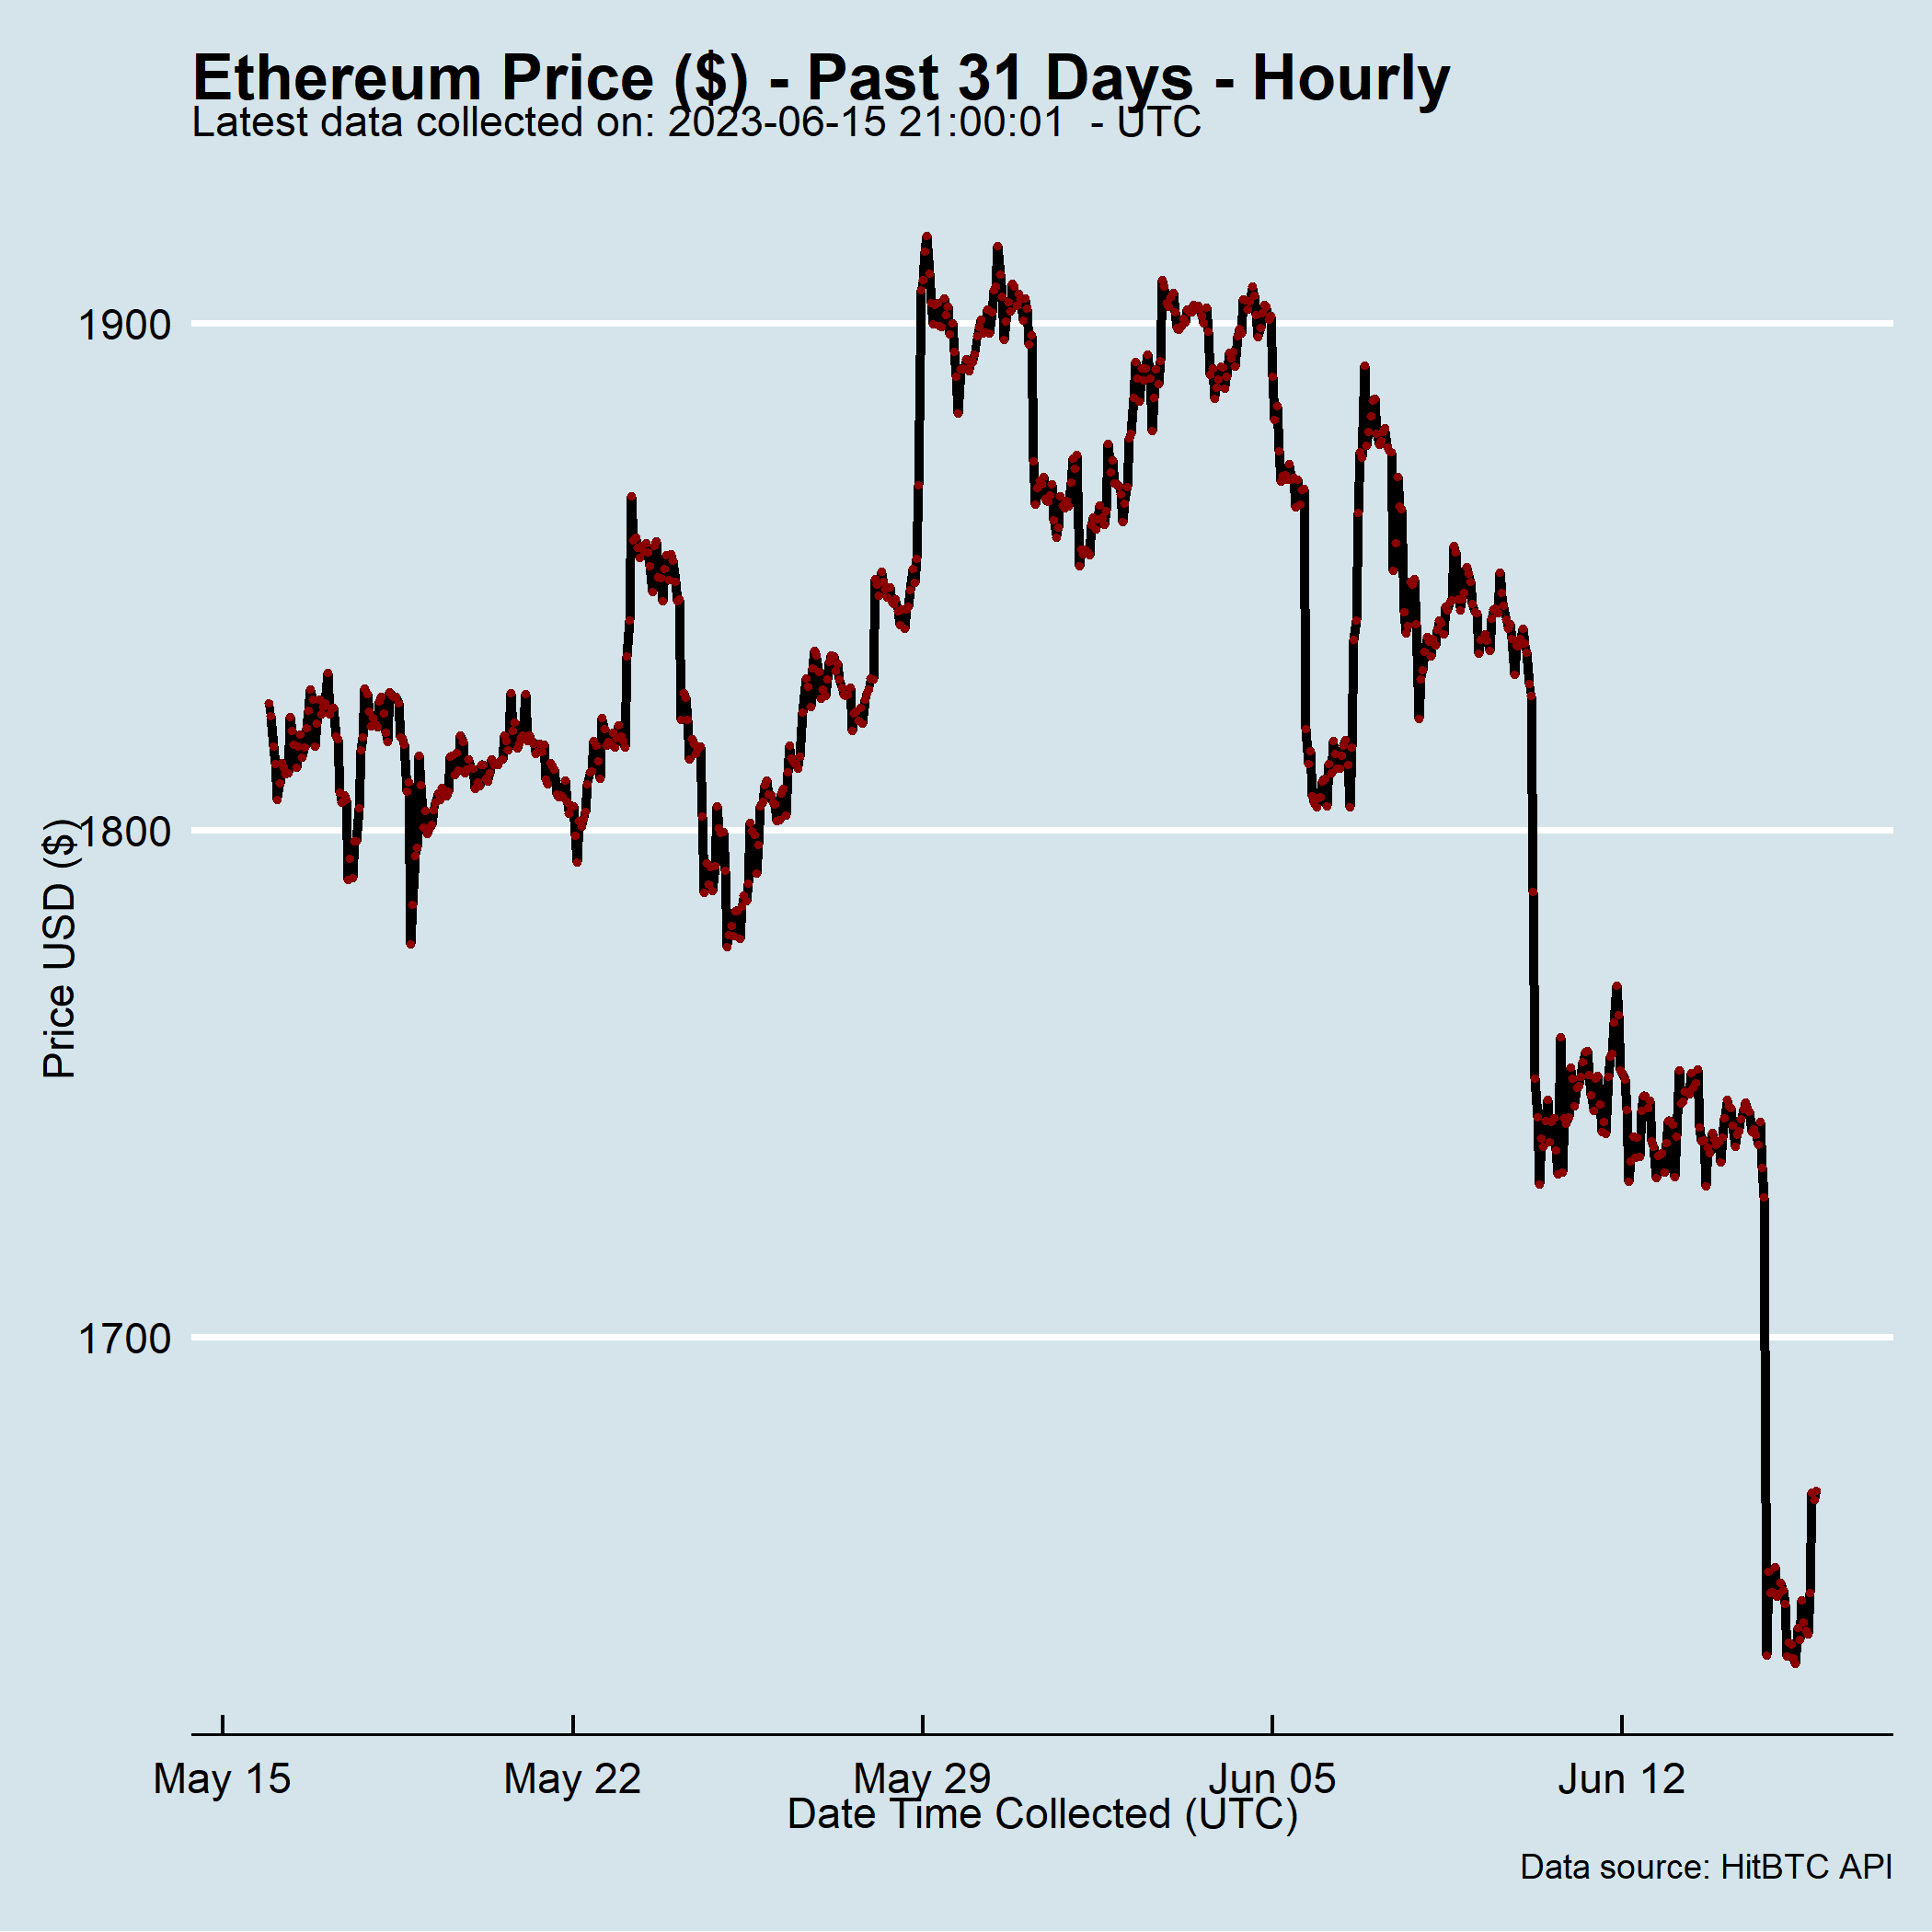 Ethereum Price ($) - Past 31 Days - Hourly
Latest data collected on: 2023-06-15 21:00:01  - UTC
1900
1800
1700
Price USD ($)
May 15
May 22
May 29
Jun 05
Jun 12
Date Time Collected (UTC)
Data source: HitBTC API